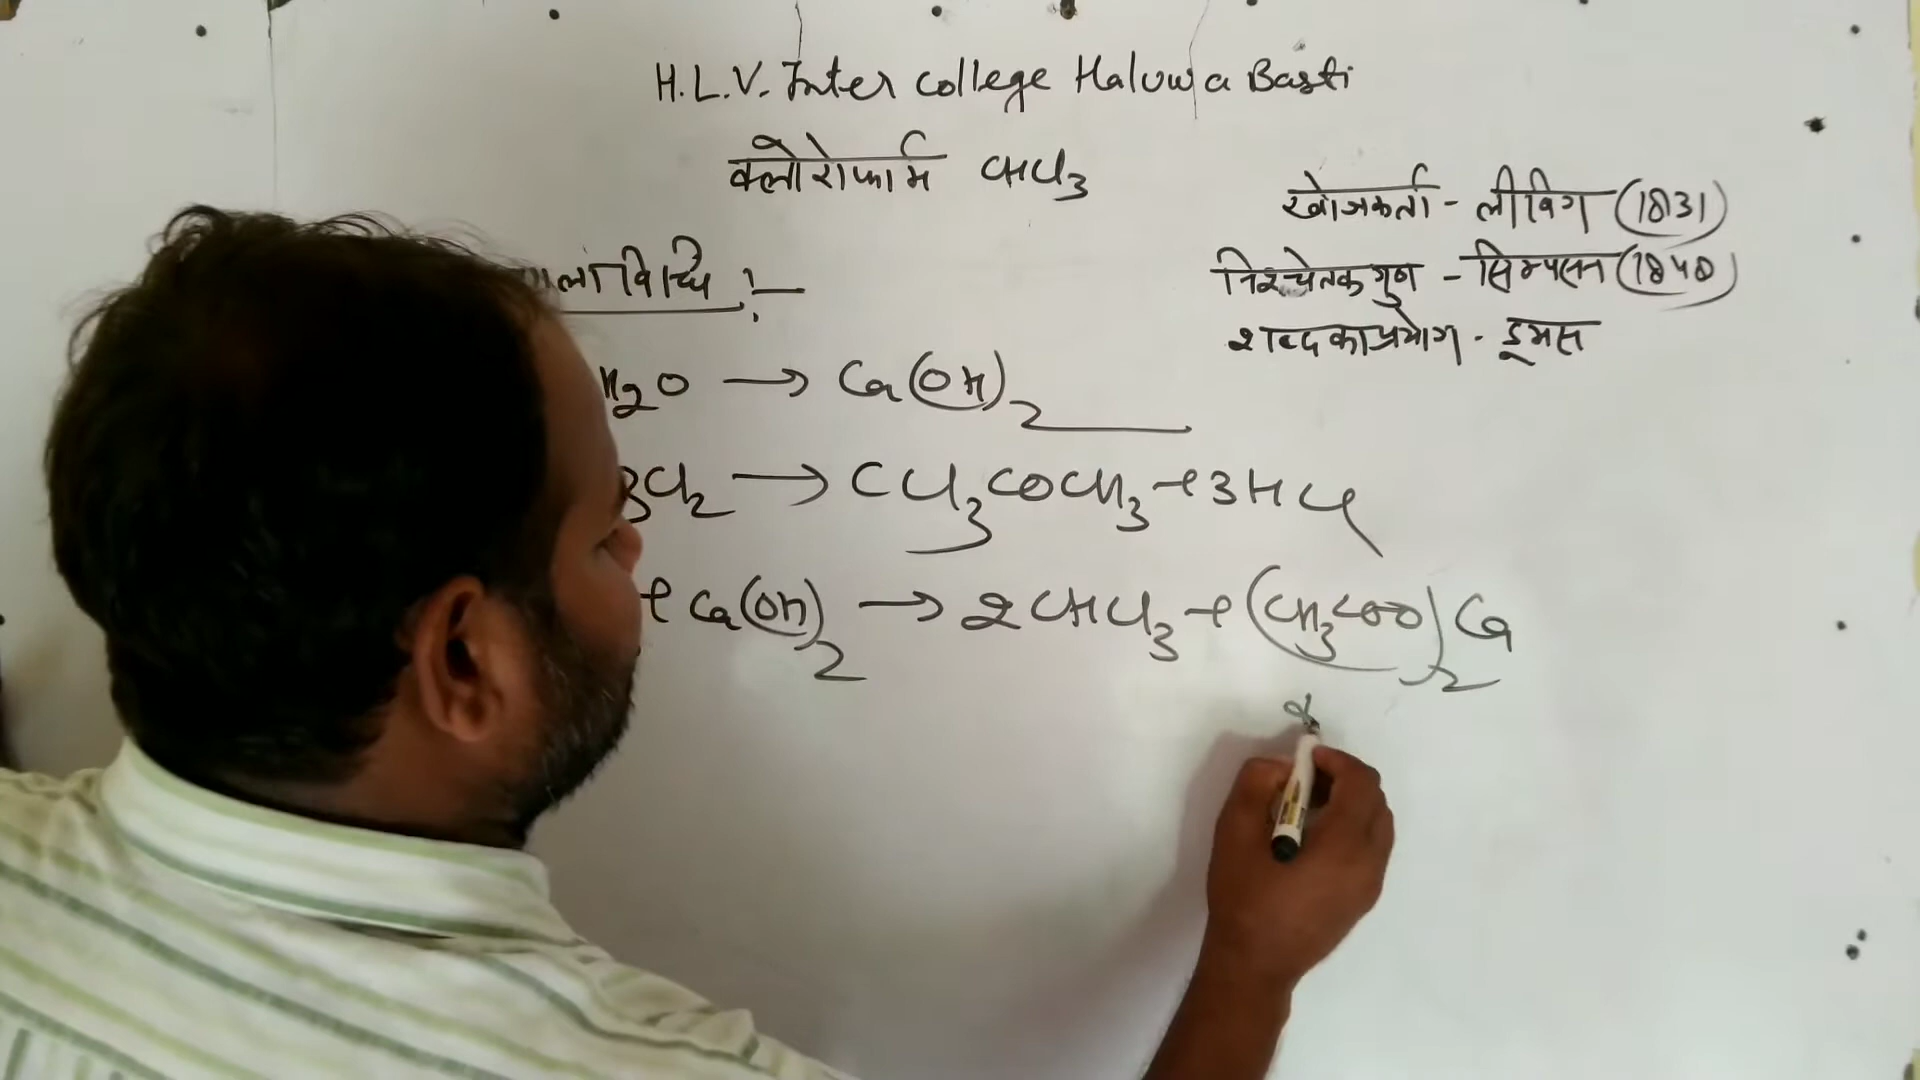 H.L.V. Inter College Haluwa Basti
क्लोरोफार्म CHCl3
खोजकर्ता - लीविग (1831)
निश्चेतक गुण - सिम्पसन (1848)
शब्द का प्रयोग - डूमस
विधि :-
H2O → Ca(OH)2
3Cl2 → CCl3COCH3 + 3HCl
+ Ca(OH)2 → 2CHCl3 + (CH3COO)2Ca